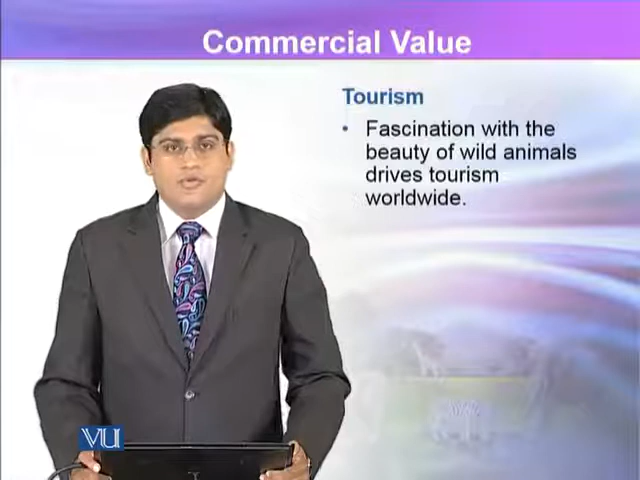 Commercial Value
Tourism
• Fascination with the
beauty of wild animals
drives tourism
worldwide.
VU